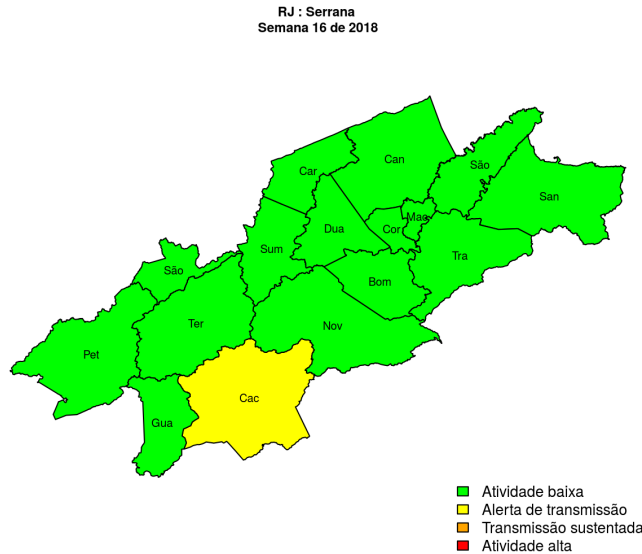 RJ : Serrana
Semana 16 de 2018
Can
São
Car
San
Mac
Dua
Cor
Sum
Tra
São
Bom
Ter
Nov
Pet
Cac
Gua
Atividade baixa
Alerta de transmissão
Transmissão sustentada
Atividade alta